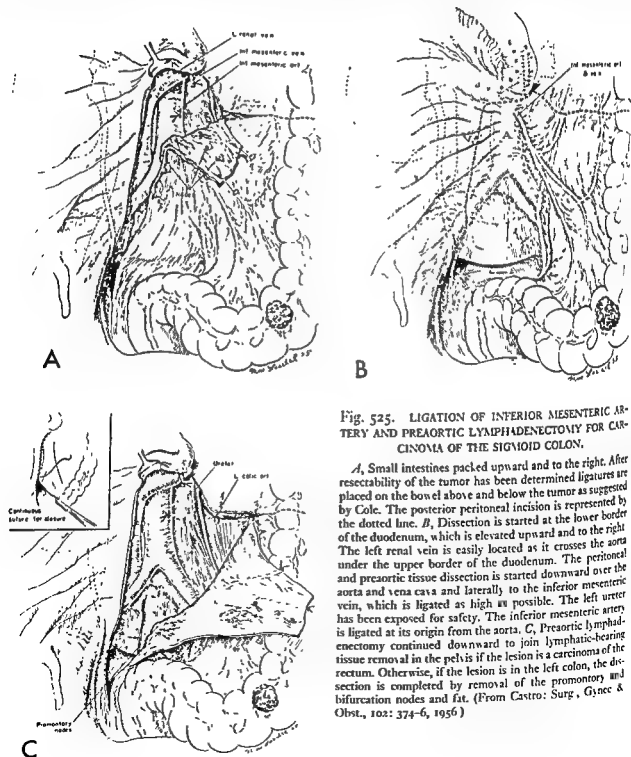 L renal vein
Inf mesenteric vein
Inf mesenteric art
A
Inf mesenteric art
& vein
A
B
Continuous
suture for closure
Ureter
L colic art
Promontory
nodes
C
Fig. 525. LIGATION OF INFERIOR MESENTERIC AR-
TERY AND PREAORTIC LYMPHADENECTOMY FOR CAR-
CINOMA OF THE SIGMOID COLON.
A, Small intestines packed upward and to the right. After
resectability of the tumor has been determined ligatures are
placed on the bowel above and below the tumor as suggested
by Cole. The posterior peritoneal incision is represented by
the dotted line. B, Dissection is started at the lower border
of the duodenum, which is elevated upward and to the right
The left renal vein is easily located as it crosses the aorta
under the upper border of the duodenum. The peritoneal
and preaortic tissue dissection is started downward over the
aorta and vena cava and laterally to the inferior mesenteric
vein, which is ligated as high as possible. The left ureter
has been exposed for safety. The inferior mesenteric artery
is ligated at its origin from the aorta. C, Preaortic lymphad-
enectomy continued downward to join lymphatic-bearing
tissue removal in the pelvis if the lesion is a carcinoma of the
rectum. Otherwise, if the lesion is in the left colon, the dis-
section is completed by removal of the promontory and
bifurcation nodes and fat. (From Castro: Surg, Gynec &
Obst., 102: 374-6, 1956)